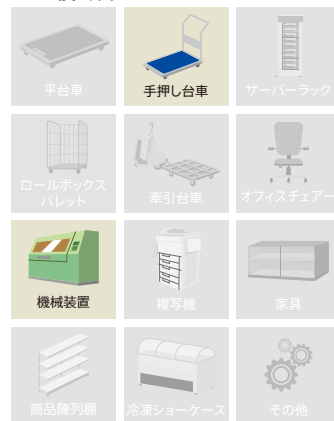 平台車
手押し台車
サーバーラック
ロールボックス
パレット
牽引台車
オフィスチェアー
機械装置
複写機
家具
商品陳列棚
冷凍ショーケース
その他